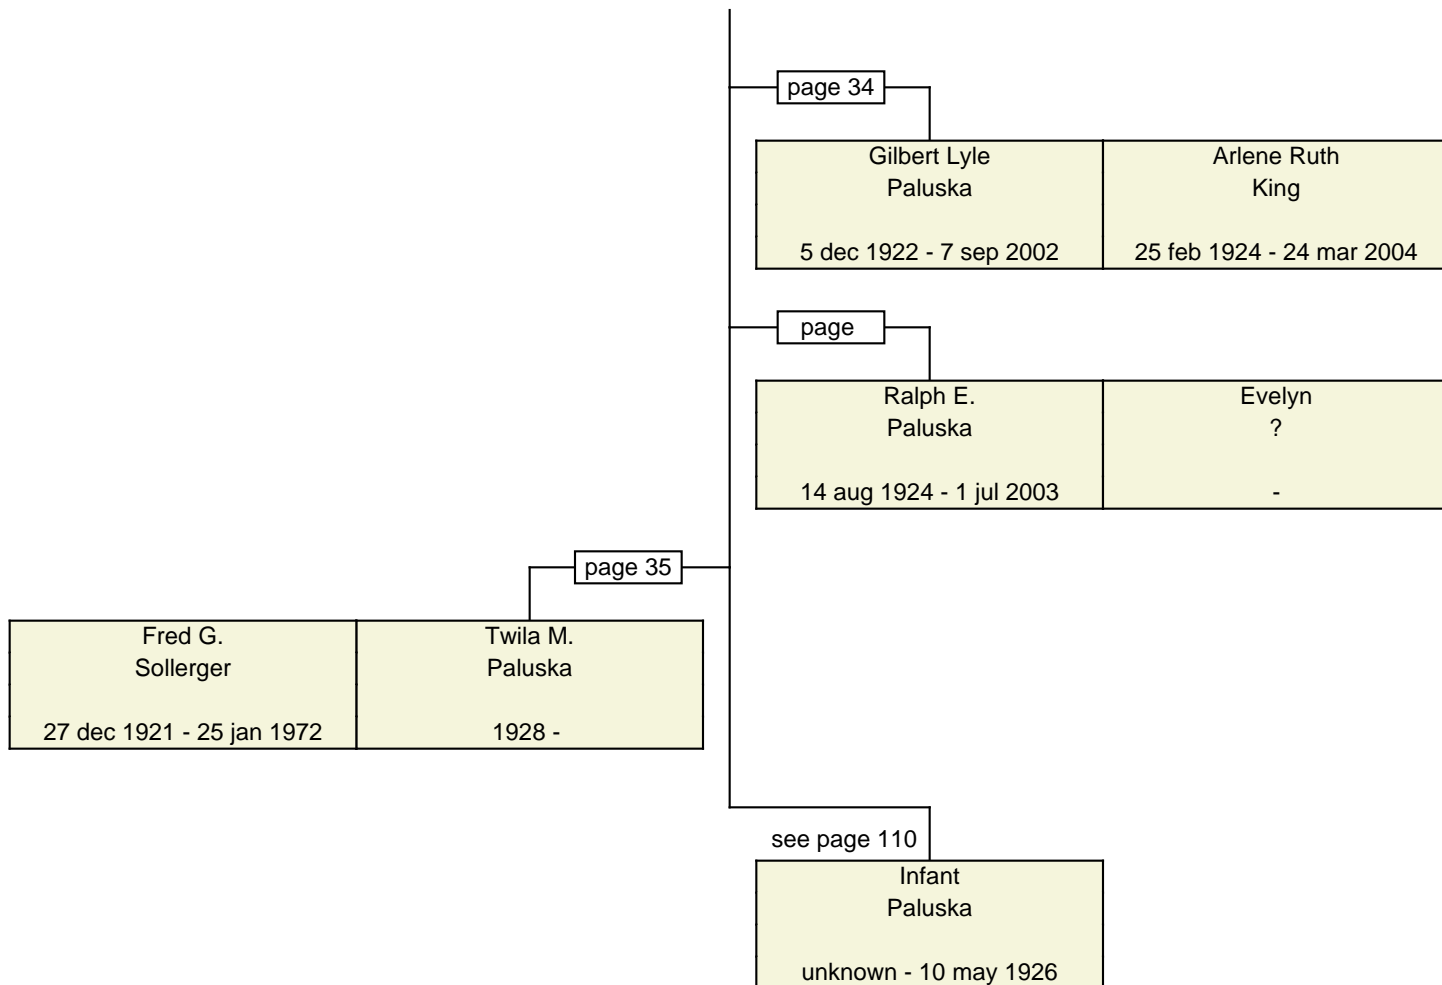 page 34
Gilbert Lyle
Paluska
5 dec 1922 - 7 sep 2002
Arlene Ruth
King
25 feb 1924 - 24 mar 2004
page
Ralph E.
Paluska
14 aug 1924 - 1 jul 2003
Evelyn
?
-
page 35
Fred G.
Sollerger
27 dec 1921 - 25 jan 1972
Twila M.
Paluska
1928 -
see page 110
Infant
Paluska
unknown - 10 may 1926